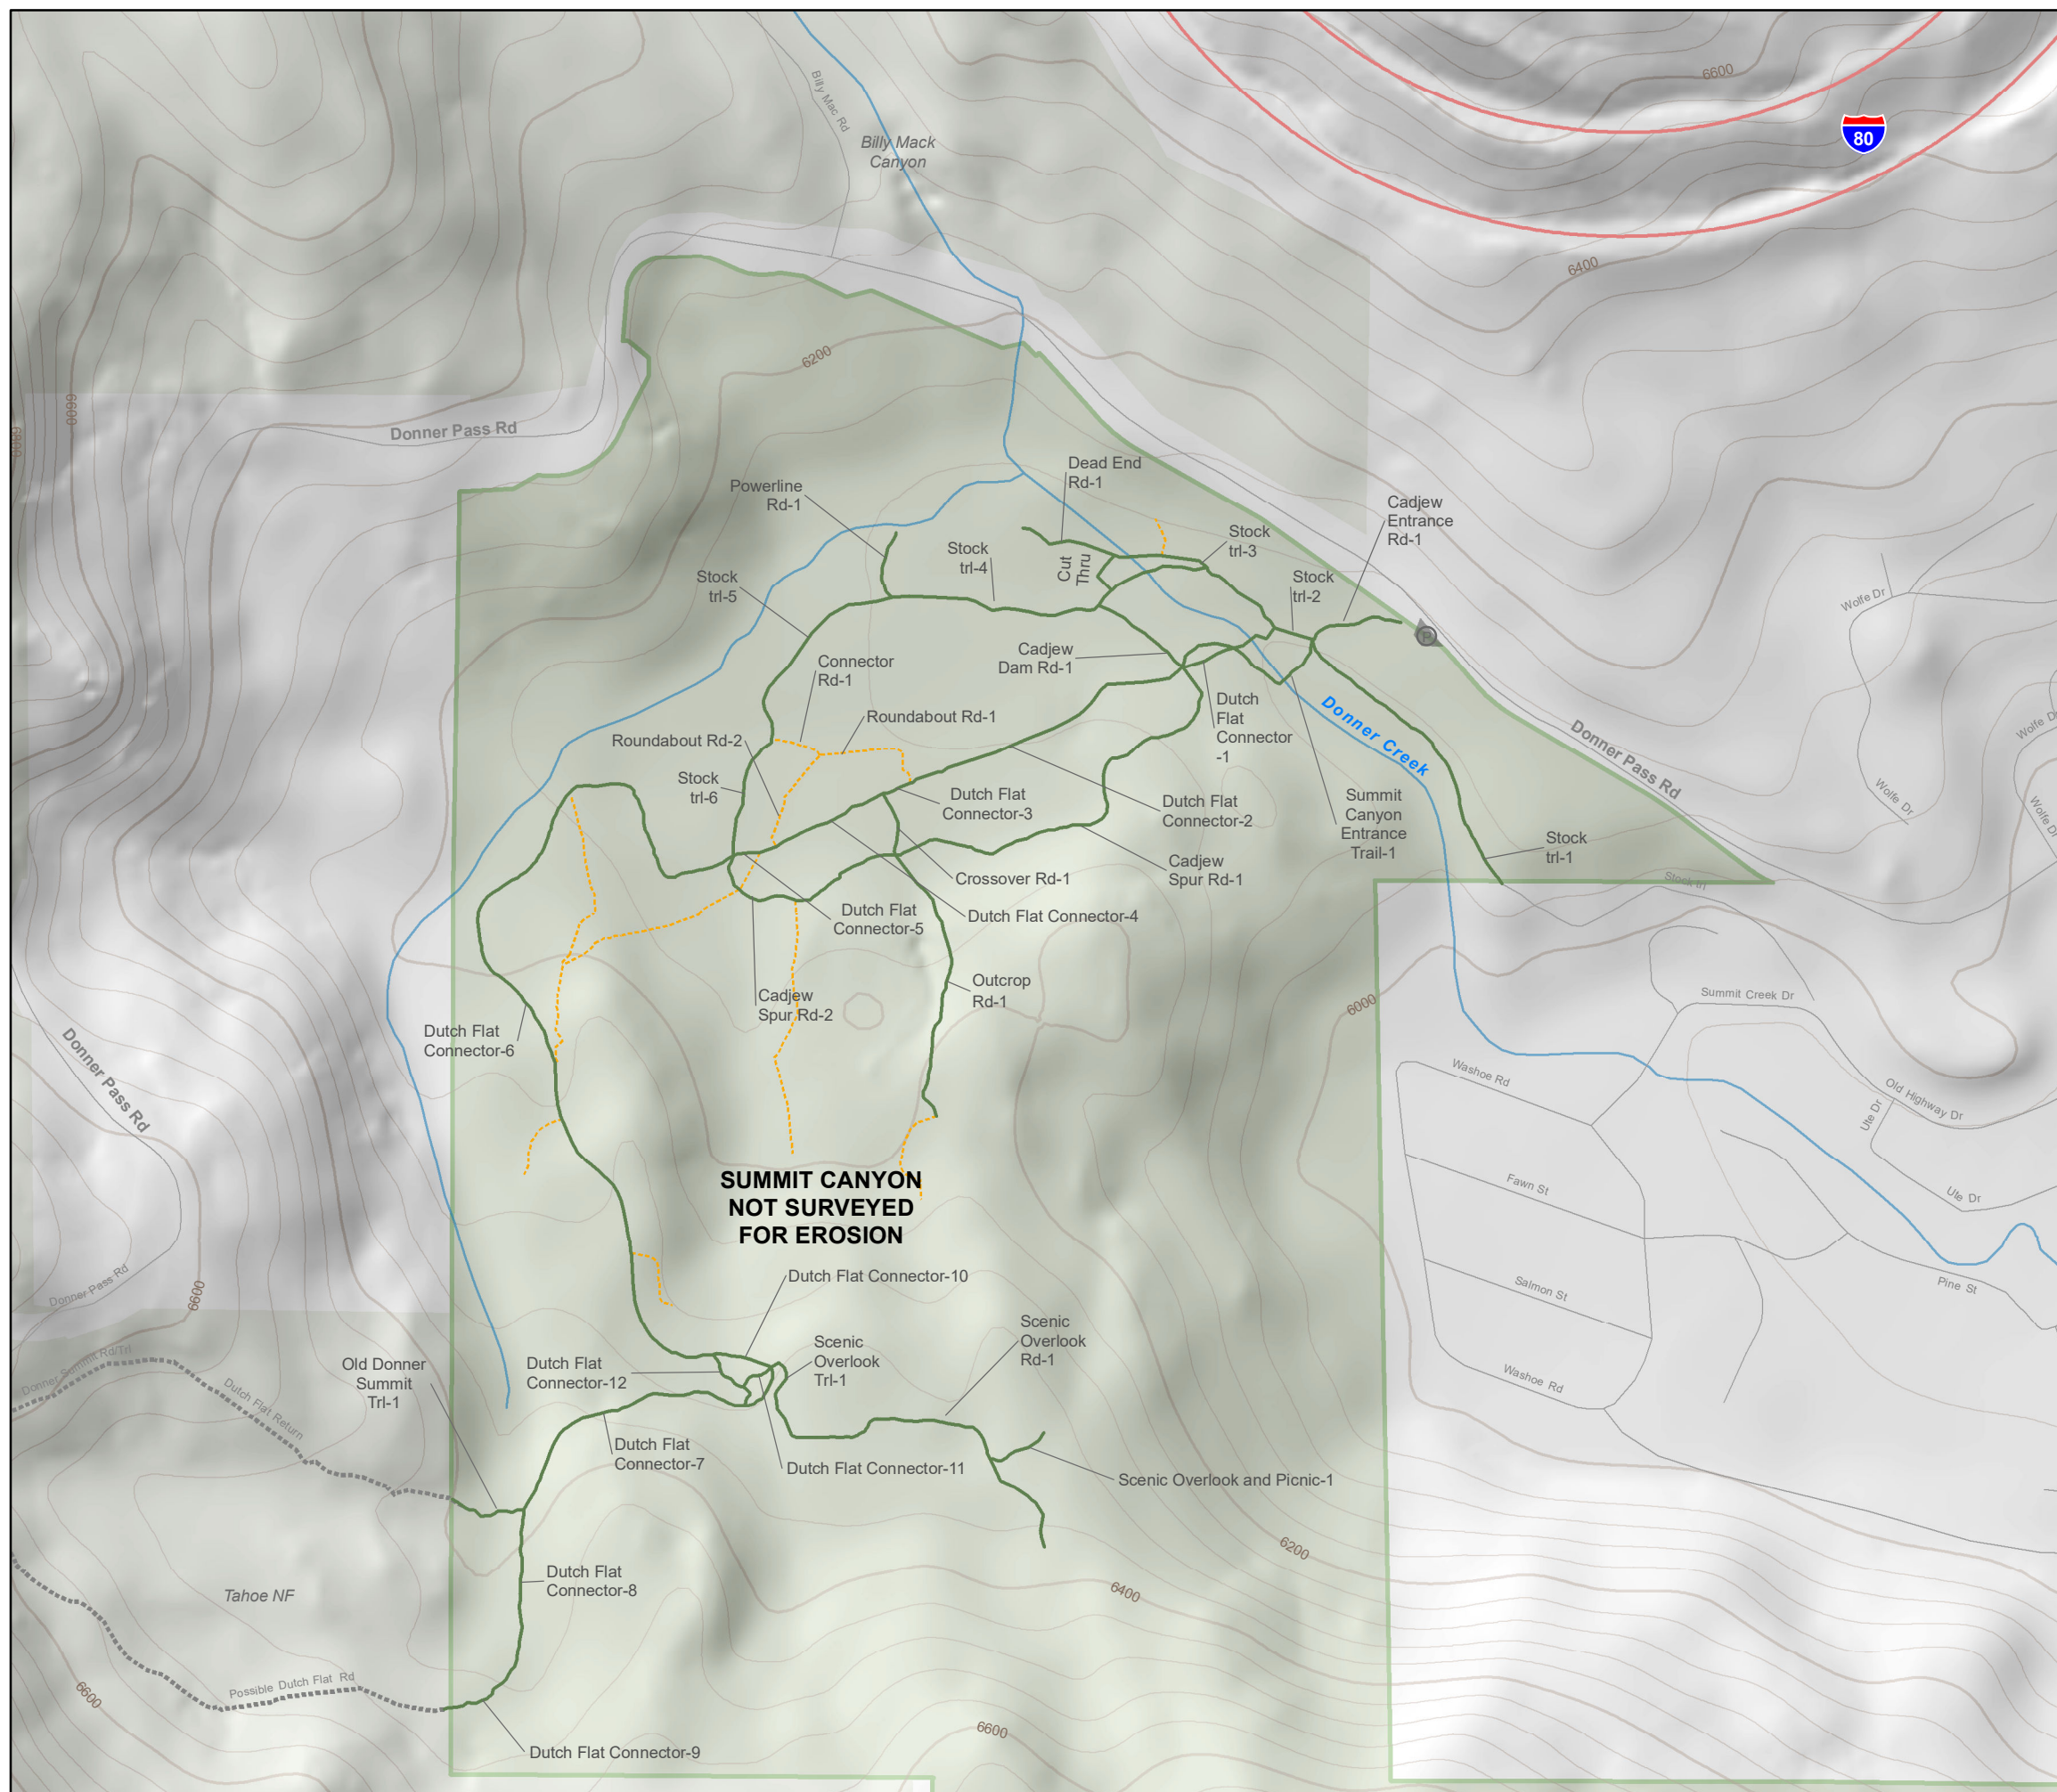 6600
80
Billy Mac Rd
Billy Mack
Canyon
6400
6200
6600
6800
Donner Pass Rd
Dead End
Rd-1
Powerline
Rd-1
Cadjew
Entrance
Rd-1
Stock
trl-3
Stock
trl-4
Cut
Thru
Stock
trl-5
Stock
trl-2
Wolfe Dr
P
Cadjew
Dam Rd-1
Connector
Rd-1
Dutch
Flat
Connector
-1
Donner Creek
Roundabout Rd-1
Roundabout Rd-2
Donner Pass Rd
Wolfe Dr
Wolfe Dr
Wolfe Dr
Stock
trl-6
Dutch Flat
Connector-3
Dutch Flat
Connector-2
Summit
Canyon
Entrance
Trail-1
Stock
trl-1
Stock trl
Cadjew
Spur Rd-1
Crossover Rd-1
Dutch Flat
Connector-5
Dutch Flat Connector-4
Outcrop
Rd-1
Cadjew
Spur Rd-2
6000
Summit Creek Dr
Dutch Flat
Connector-6
Donner Pass Rd
Washoe Rd
Old Highway Dr
Ute Dr
Fawn St
Ute Dr
SUMMIT CANYON
NOT SURVEYED
FOR EROSION
Donner Pass Rd
6600
Dutch Flat Connector-10
Salmon St
Pine St
Scenic
Overlook
Rd-1
Scenic
Overlook
Trl-1
Donner Summit Rd/Trl
Old Donner
Summit
Trl-1
Dutch Flat
Connector-12
Washoe Rd
Dutch Flat Return
Dutch Flat
Connector-7
Dutch Flat Connector-11
Scenic Overlook and Picnic-1
6200
Dutch Flat
Connector-8
Tahoe NF
6400
Possible Dutch Flat Rd
6600
6600
Dutch Flat Connector-9